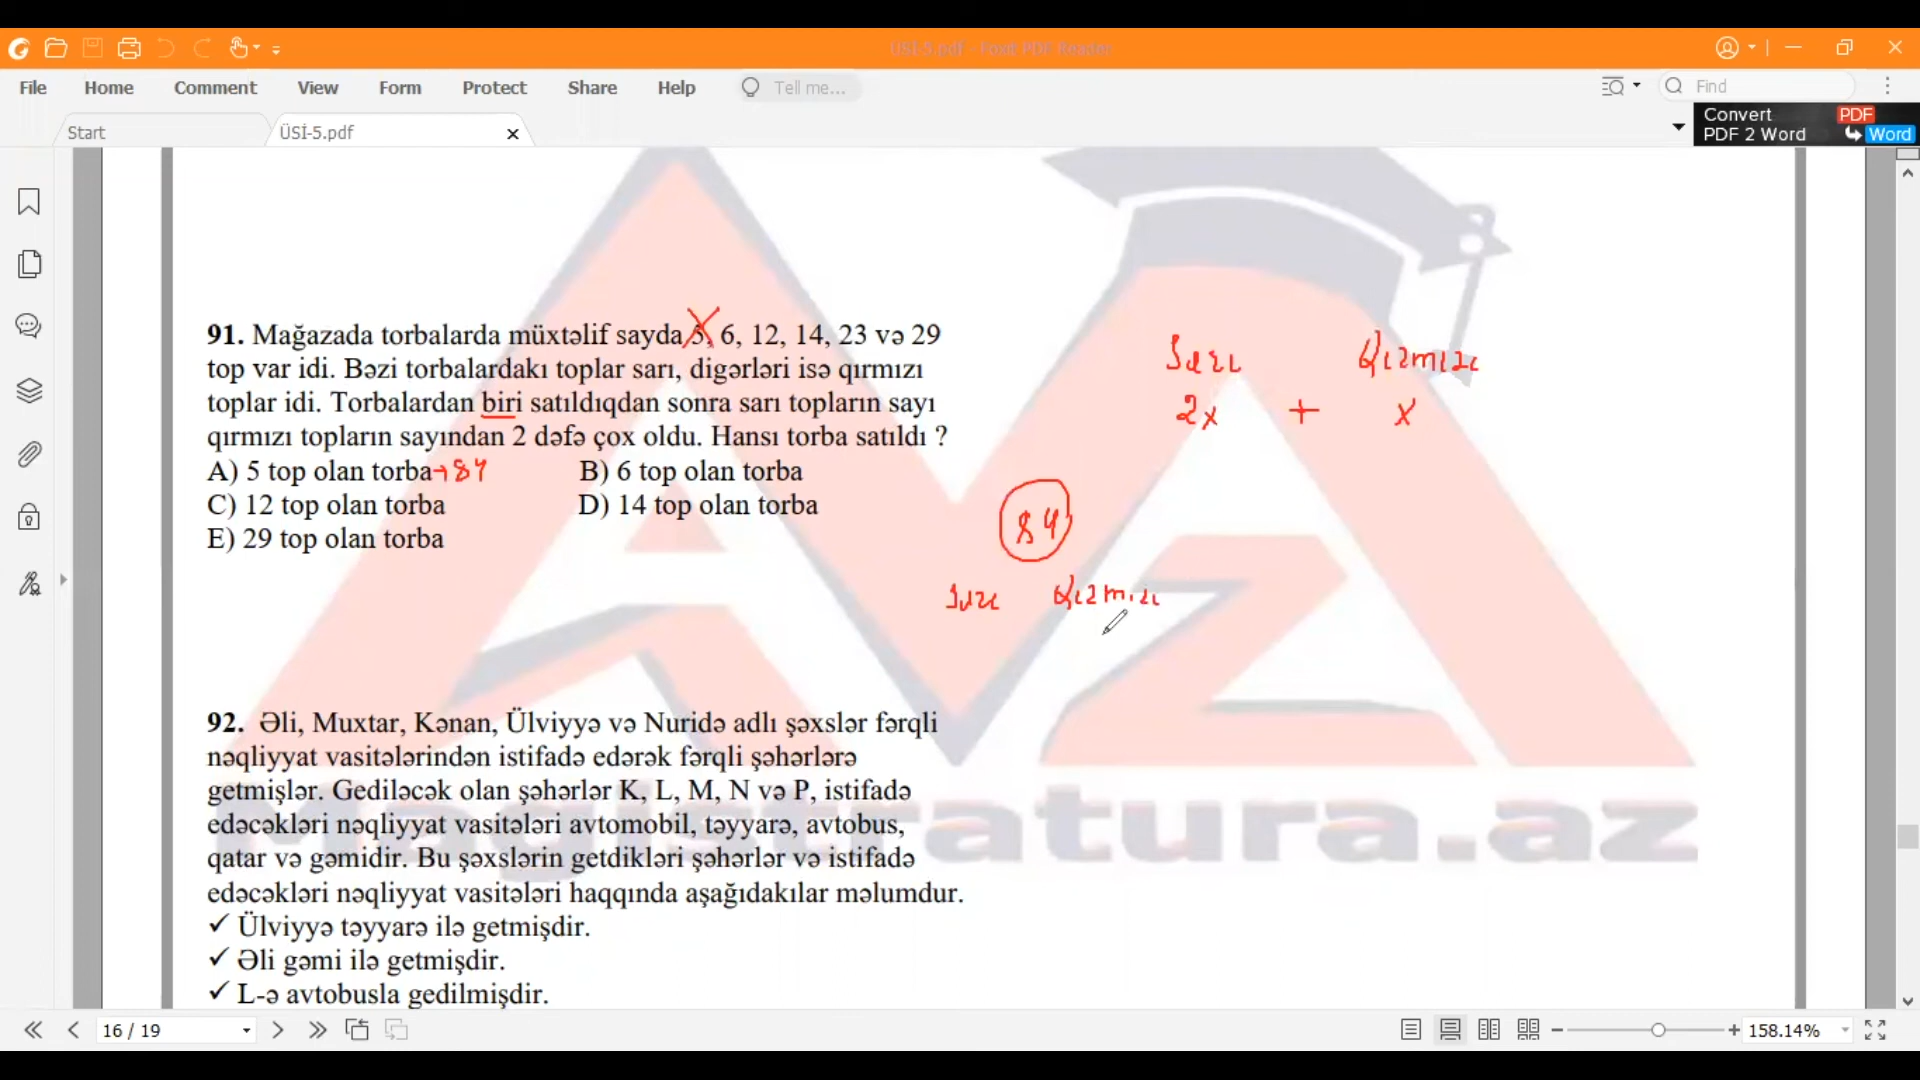 ÜSİ-5.pdf - Foxit PDF Reader
File Home Comment View Form Protect Share Help Tell me... Find
Start ÜSİ-5.pdf
Convert PDF
PDF 2 Word Word
91. Mağazada torbalarda müxtəlif sayda 5, 6, 12, 14, 23 və 29
top var idi. Bəzi torbalardakı toplar sarı, digərləri isə qırmızı
toplar idi. Torbalardan biri satıldıqdan sonra sarı topların sayı
qırmızı topların sayından 2 dəfə çox oldu. Hansı torba satıldı ?
A) 5 top olan torba→84 B) 6 top olan torba
C) 12 top olan torba D) 14 top olan torba
E) 29 top olan torba
Sarı Qırmızı
2x + x
84
Sarı Qırmızı
92. Əli, Muxtar, Kənan, Ülviyyə və Nuridə adlı şəxslər fərqli
nəqliyyat vasitələrindən istifadə edərək fərqli şəhərlərə
getmişlər. Gediləcək olan şəhərlər K, L, M, N və P, istifadə
edəcəkləri nəqliyyat vasitələri avtomobil, təyyarə, avtobus,
qatar və gəmidir. Bu şəxslərin getdikləri şəhərlər və istifadə
edəcəkləri nəqliyyat vasitələri haqqında aşağıdakılar məlumdur.
✓ Ülviyyə təyyarə ilə getmişdir.
✓ Əli gəmi ilə getmişdir.
✓ L-ə avtobusla gedilmişdir.
Magistratura.az
16 / 19 158.14%